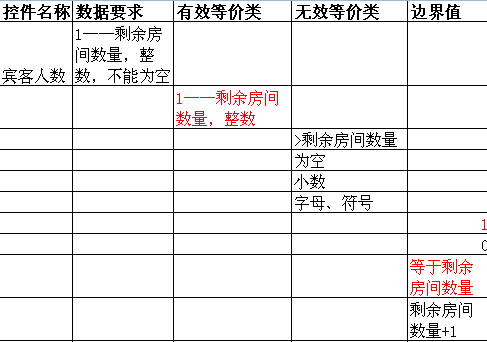 控件名称 数据要求 有效等价类 无效等价类 边界值
1——剩余房
间数量，整
宾客人数 数，不能为空
1——剩余房间
数量，整数
>剩余房间数量
为空
小数
字母、符号
1
0
等于剩余
房间数量
剩余房间
数量+1